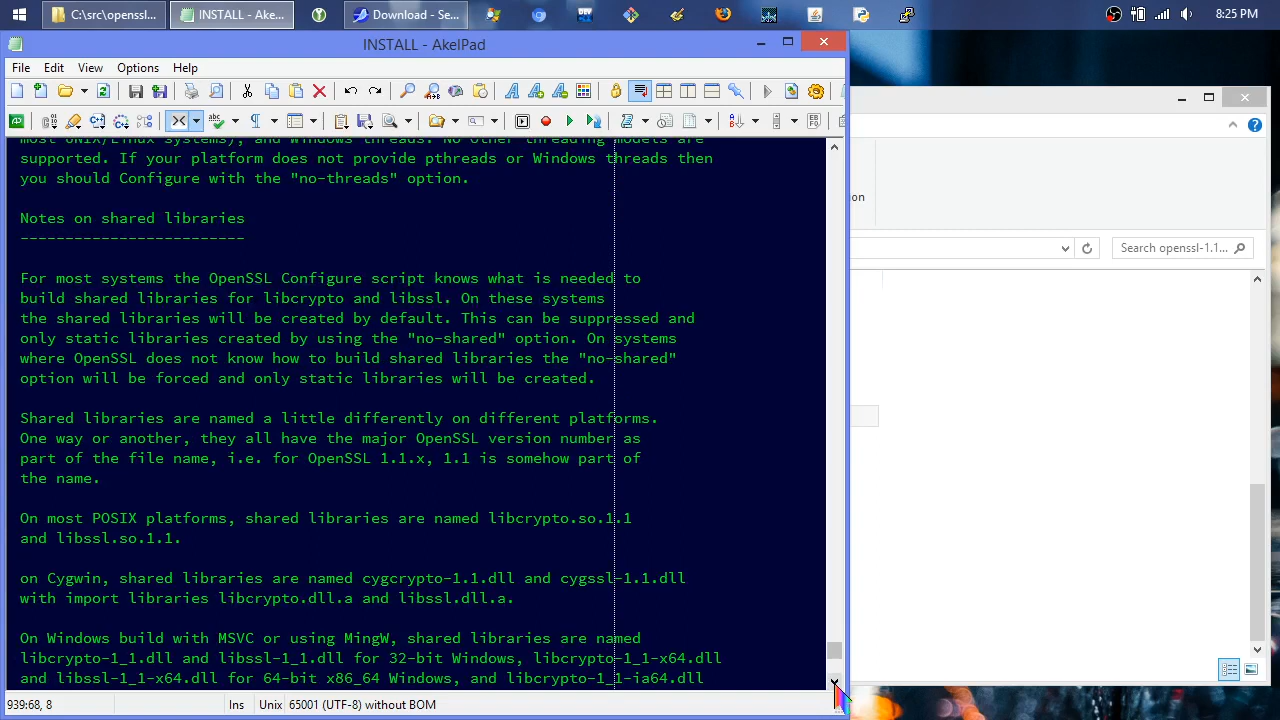 C:\src\openssl...
INSTALL - Ake...
Download - Se...
8:25 PM
INSTALL - AkelPad
File Edit View Options Help
supported. If your platform does not provide pthreads or Windows threads then
you should Configure with the "no-threads" option.
Notes on shared libraries
-------------------------
For most systems the OpenSSL Configure script knows what is needed to
build shared libraries for libcrypto and libssl. On these systems
the shared libraries will be created by default. This can be suppressed and
only static libraries created by using the "no-shared" option. On systems
where OpenSSL does not know how to build shared libraries the "no-shared"
option will be forced and only static libraries will be created.
Shared libraries are named a little differently on different platforms.
One way or another, they all have the major OpenSSL version number as
part of the file name, i.e. for OpenSSL 1.1.x, 1.1 is somehow part of
the name.
On most POSIX platforms, shared libraries are named libcrypto.so.1.1
and libssl.so.1.1.
on Cygwin, shared libraries are named cygcrypto-1.1.dll and cygssl-1.1.dll
with import libraries libcrypto.dll.a and libssl.dll.a.
On Windows build with MSVC or using MingW, shared libraries are named
libcrypto-1_1.dll and libssl-1_1.dll for 32-bit Windows, libcrypto-1_1-x64.dll
and libssl-1_1-x64.dll for 64-bit x86_64 Windows, and libcrypto-1_1-ia64.dll
939:68, 8
Ins
Unix
65001 (UTF-8) without BOM
on
Search openssl-1.1...